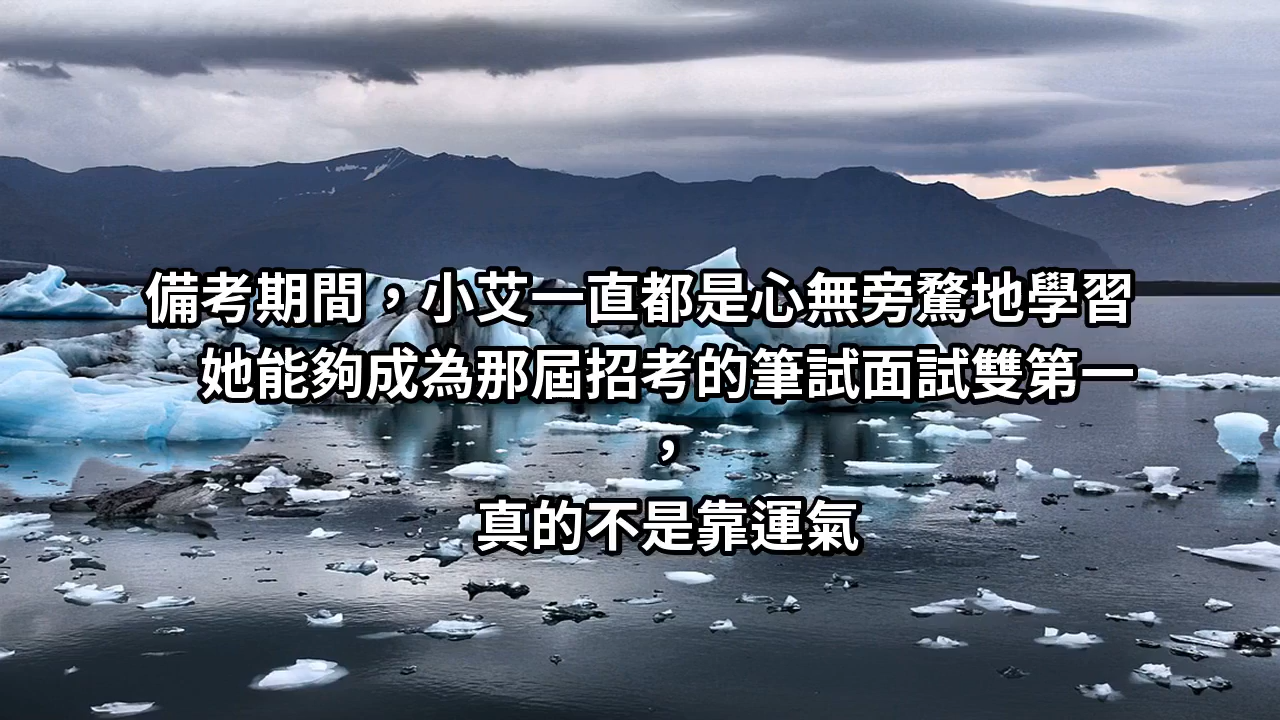 備考期間，小艾一直都是心無旁騖地學習
她能夠成為那屆招考的筆試面試雙第一
，
真的不是靠運氣